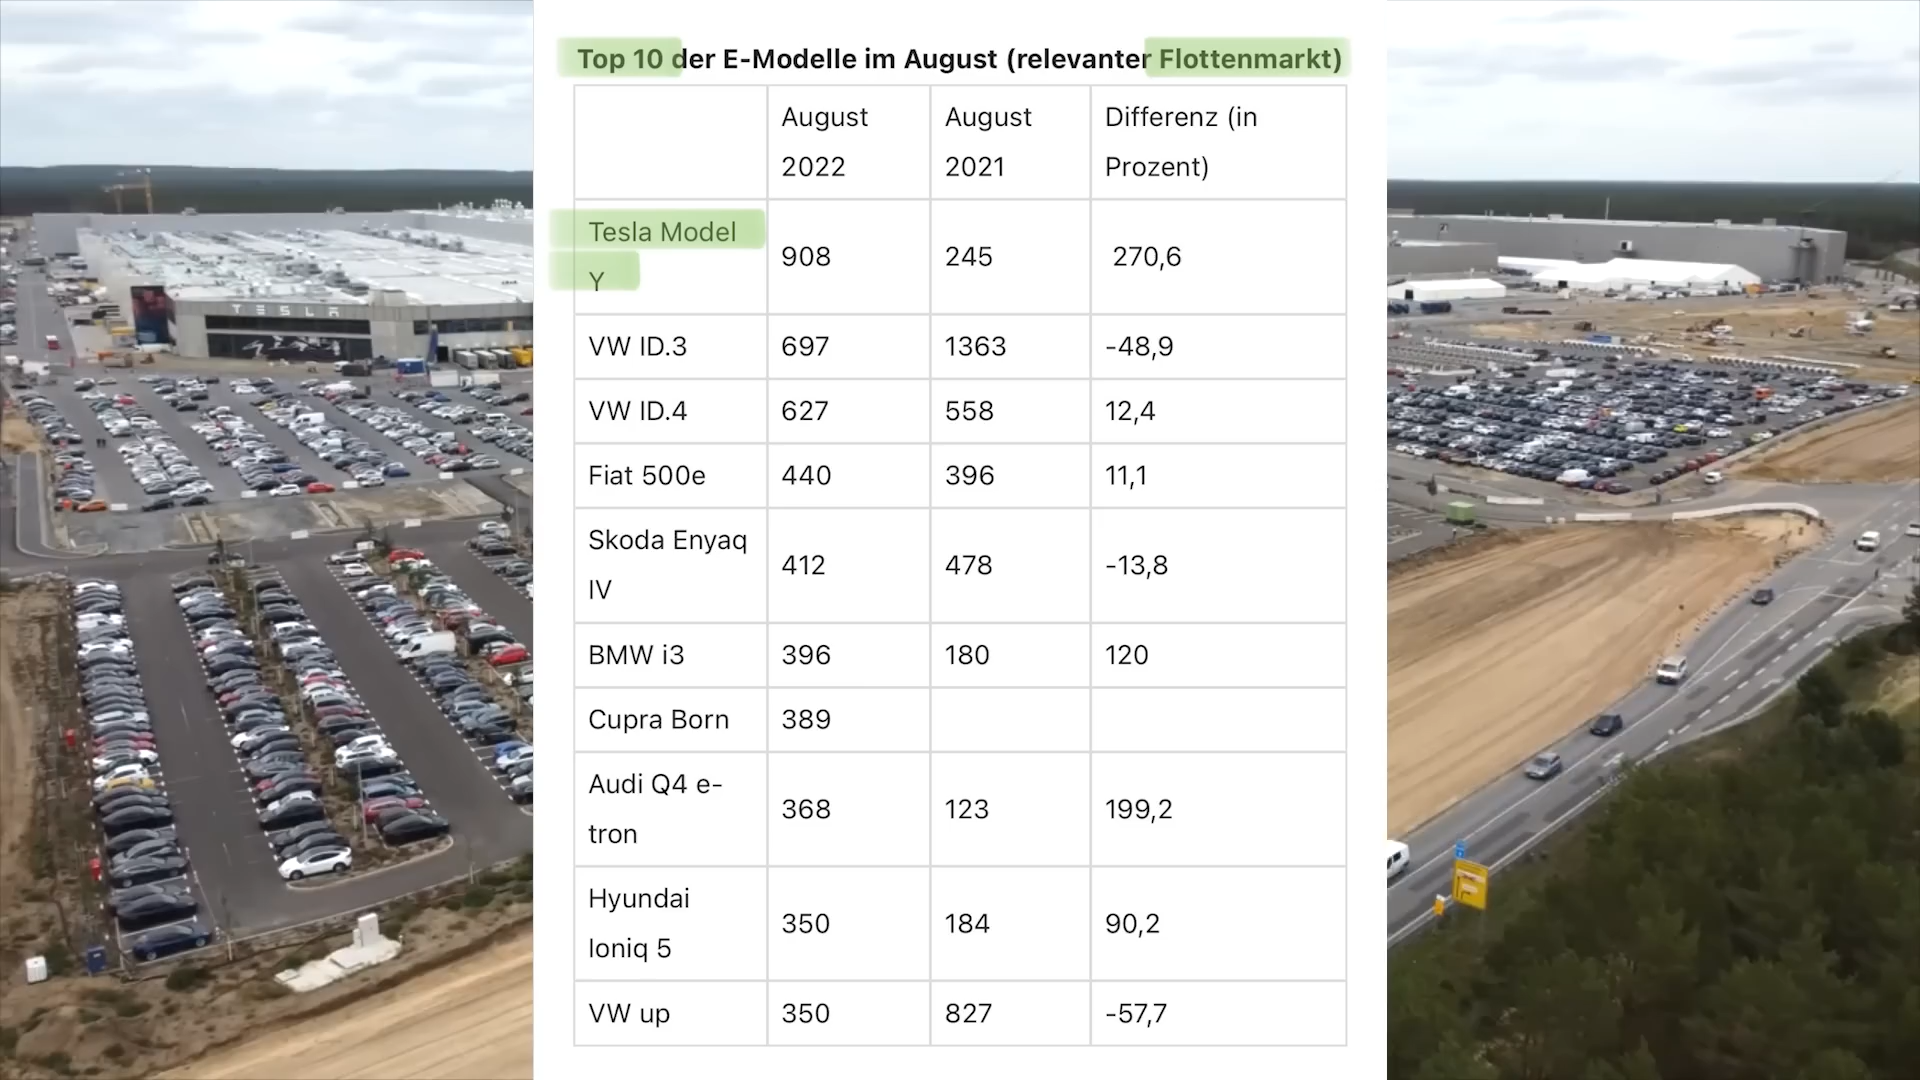 Top 10 der E-Modelle im August (relevanter Flottenmarkt)
August 2022 August 2021 Differenz (in Prozent)
Tesla Model Y 908 245 270,6
VW ID.3 697 1363 -48,9
VW ID.4 627 558 12,4
Fiat 500e 440 396 11,1
Skoda Enyaq IV 412 478 -13,8
BMW i3 396 180 120
Cupra Born 389
Audi Q4 e-tron 368 123 199,2
Hyundai Ioniq 5 350 184 90,2
VW up 350 827 -57,7
TESLA